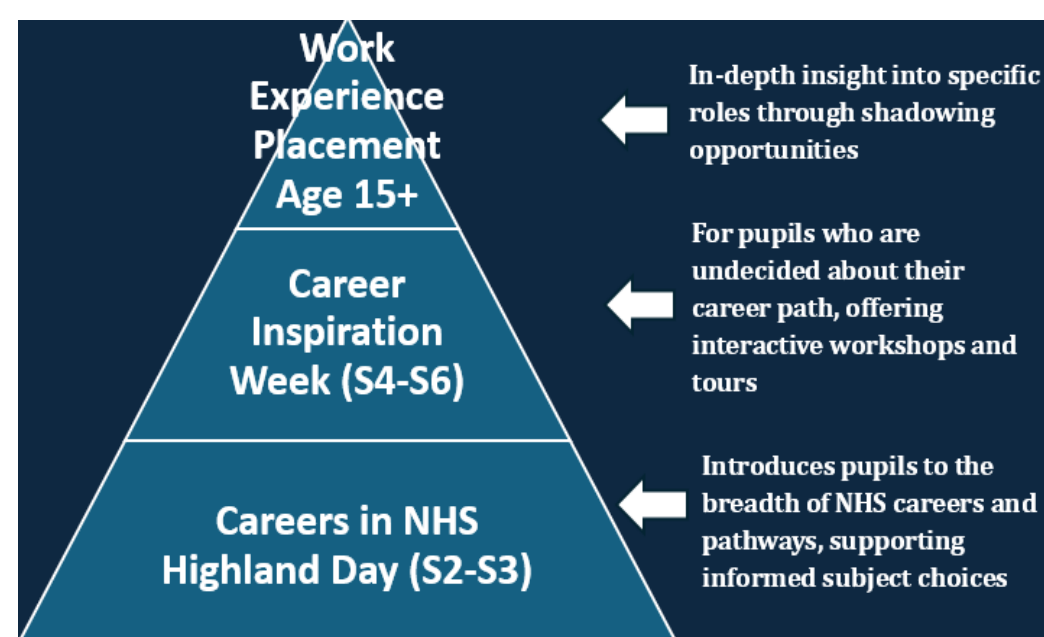 Work
Experience
Placement
Age 15+
In-depth insight into specific
roles through shadowing
opportunities
Career
Inspiration
Week (S4-S6)
For pupils who are
undecided about their
career path, offering
interactive workshops and
tours
Careers in NHS
Highland Day (S2-S3)
Introduces pupils to the
breadth of NHS careers and
pathways, supporting
informed subject choices